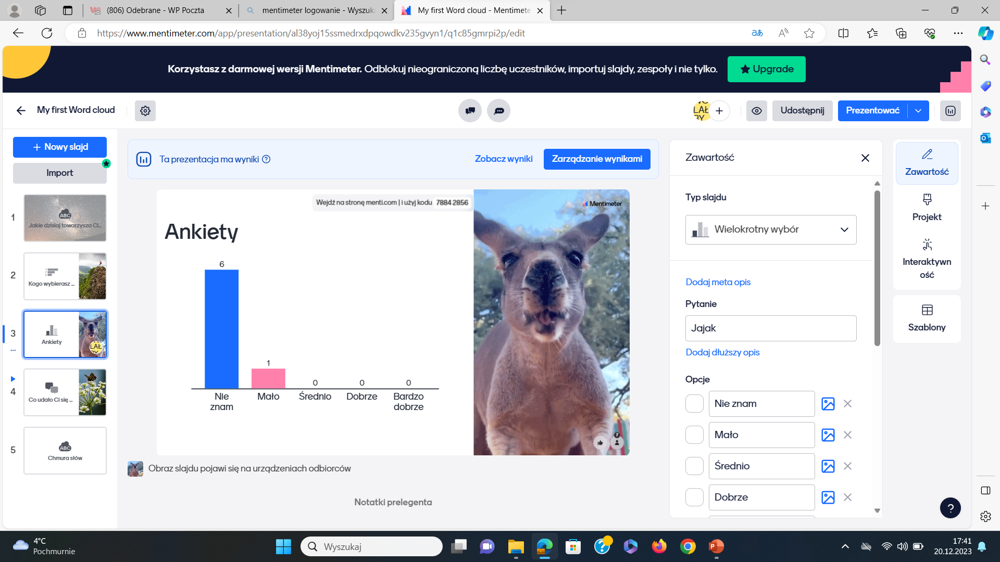 (806) Odebrane - WP Poczta
mentimeter logowanie - Wyszuk
My first Word cloud - Mentimete
https://www.mentimeter.com/app/presentation/al38yoj15ssmedrxdpqowdkv235gvyn1/q1c85gmrpi2p/edit
Korzystasz z darmowej wersji Mentimeter. Odblokuj nieograniczoną liczbę uczestników, importuj slajdy, zespoły i nie tylko.
Upgrade
My first Word cloud
Udostępnij
Prezentować
+ Nowy slajd
Import
1
ABC
Jakie dzisiaj towarzysza Ci...
2
Kogo wybierasz ...
3
...
Ankiety
4
Co udało Ci się ...
5
ABC
Chmura słów
Ta prezentacja ma wyniki
Zobacz wyniki
Zarządzanie wynikami
Wejdź na stronę menti.com | i użyj kodu 7884 2856
Mentimeter
Ankiety
6
1
0
0
0
Nie znam
Mało
Średnio
Dobrze
Bardzo dobrze
7
Obraz slajdu pojawi się na urządzeniach odbiorców
Notatki prelegenta
Zawartość
Typ slajdu
Wielokrotny wybór
Dodaj meta opis
Pytanie
Jajak
Dodaj dłuższy opis
Opcje
Nie znam
Mało
Średnio
Dobrze
Zawartość
Projekt
Interaktywn
ość
Szablony
?
4°C
Pochmurnie
Wyszukaj
17:41
20.12.2023